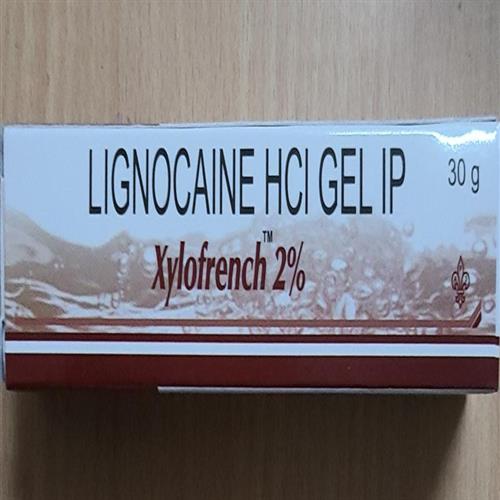 LIGNOCAINE HCl GEL IP 30 g
Xylofrench™ 2%